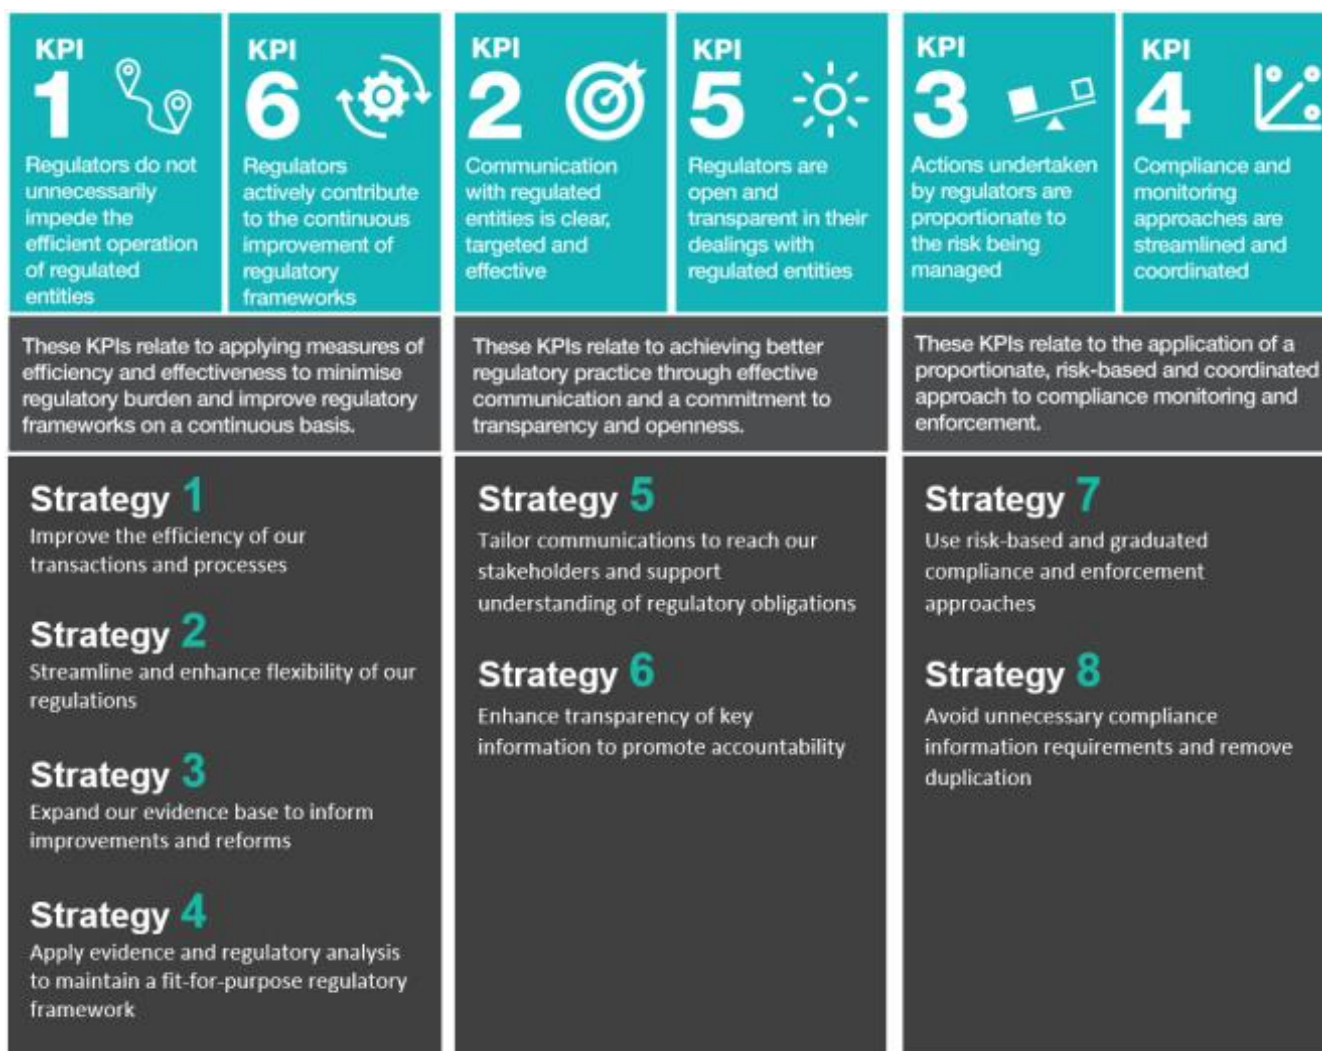 KPI
1
Regulators do not
unnecessarily
impede the
efficient operation
of regulated
entities
KPI
6
Regulators
actively contribute
to the continuous
improvement of
regulatory
frameworks
KPI
2
Communication
with regulated
entities is clear,
targeted and
effective
KPI
5
Regulators are
open and
transparent in their
dealings with
regulated entities
KPI
3
Actions undertaken
by regulators are
proportionate to
the risk being
managed
KPI
4
Compliance and
monitoring
approaches are
streamlined and
coordinated
These KPIs relate to applying measures of
efficiency and effectiveness to minimise
regulatory burden and improve regulatory
frameworks on a continuous basis.
These KPIs relate to achieving better
regulatory practice through effective
communication and a commitment to
transparency and openness.
These KPIs relate to the application of a
proportionate, risk-based and coordinated
approach to compliance monitoring and
enforcement.
Strategy 1
Improve the efficiency of our
transactions and processes
Strategy 2
Streamline and enhance flexibility of our
regulations
Strategy 3
Expand our evidence base to inform
improvements and reforms
Strategy 4
Apply evidence and regulatory analysis
to maintain a fit-for-purpose regulatory
framework
Strategy 5
Tailor communications to reach our
stakeholders and support
understanding of regulatory obligations
Strategy 6
Enhance transparency of key
information to promote accountability
Strategy 7
Use risk-based and graduated
compliance and enforcement
approaches
Strategy 8
Avoid unnecessary compliance
information requirements and remove
duplication